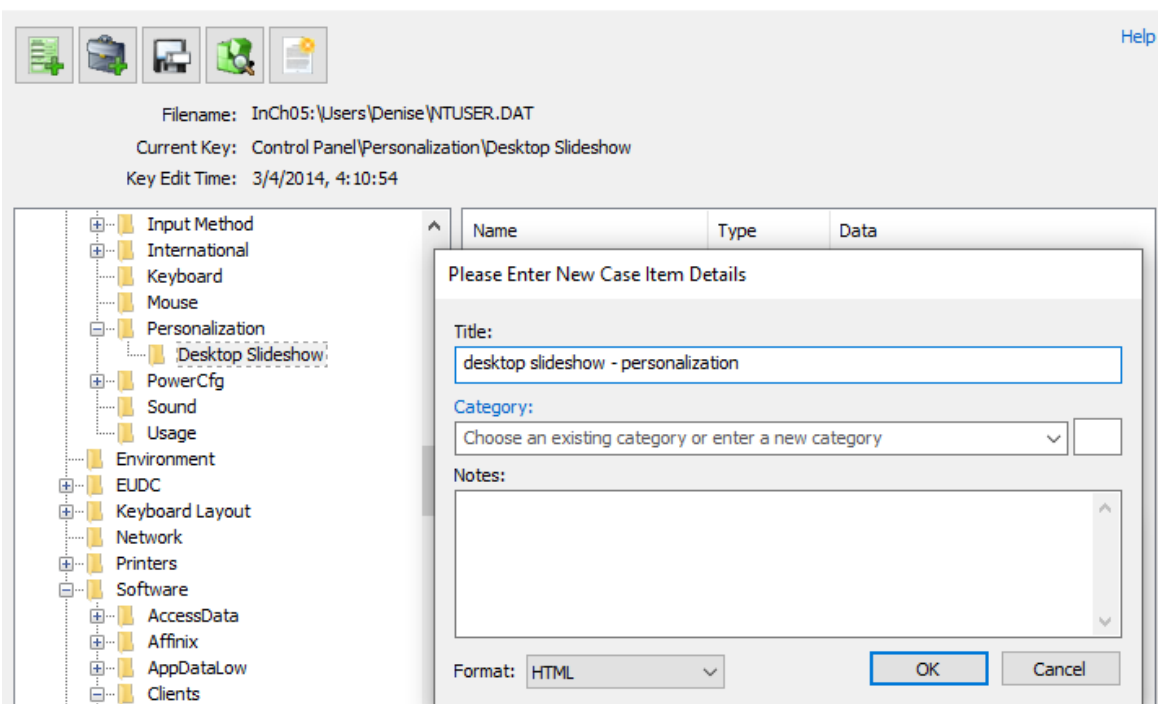 Help
Filename: InCh05:\Users\Denise\NTUSER.DAT
Current Key: Control Panel\Personalization\Desktop Slideshow
Key Edit Time: 3/4/2014, 4:10:54
Input Method
International
Keyboard
Mouse
Personalization
Desktop Slideshow
PowerCfg
Sound
Usage
Environment
EUDC
Keyboard Layout
Network
Printers
Software
AccessData
Affinix
AppDataLow
Clients
Name Type Data
Please Enter New Case Item Details
Title:
desktop slideshow - personalization
Category:
Choose an existing category or enter a new category
Notes:
Format: HTML OK Cancel